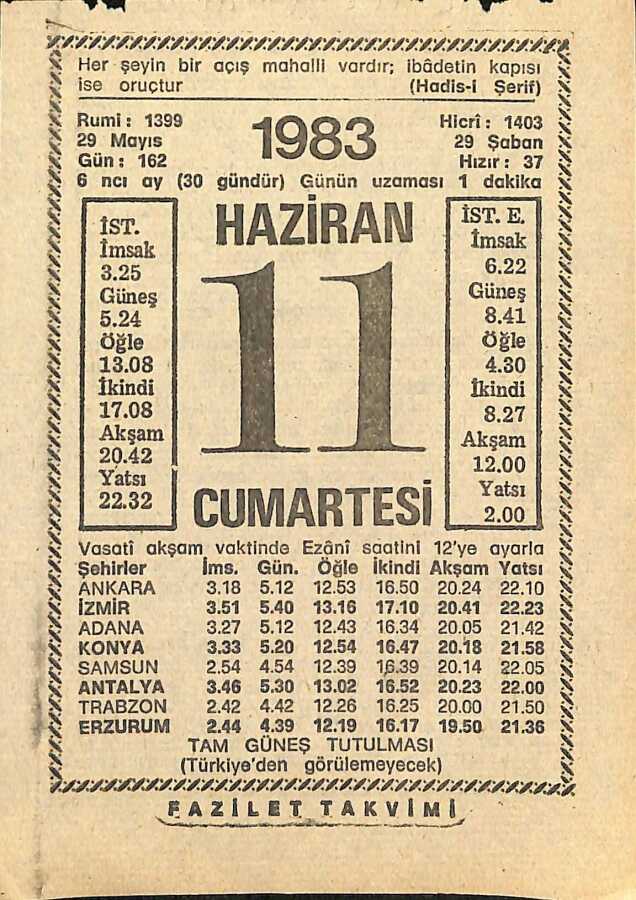 Her şeyin bir açış mahalli vardır; ibâdetin kapısı
ise oruçtur (Hadis-i Şerif)
Rumi : 1399 1983 Hicrî : 1403
29 Mayıs 29 Şaban
Gün : 162 Hızır : 37
6 ncı ay (30 gündür) Günün uzaması 1 dakika
HAZİRAN
11
CUMARTESİ
İST.
İmsak
3.25
Güneş
5.24
Öğle
13.08
İkindi
17.08
Akşam
20.42
Yatsı
22.32
İST. E.
İmsak
6.22
Güneş
8.41
Öğle
4.30
İkindi
8.27
Akşam
12.00
Yatsı
2.00
Vasatî akşam vaktinde Ezânî saatini 12'ye ayarla
Şehirler İms. Gün. Öğle İkindi Akşam Yatsı
ANKARA 3.18 5.12 12.53 16.50 20.24 22.10
İZMİR 3.51 5.40 13.16 17.10 20.41 22.23
ADANA 3.27 5.12 12.43 16.34 20.05 21.42
KONYA 3.33 5.20 12.54 16.47 20.18 21.58
SAMSUN 2.54 4.54 12.39 16.39 20.14 22.05
ANTALYA 3.46 5.30 13.02 16.52 20.23 22.00
TRABZON 2.42 4.42 12.26 16.25 20.00 21.50
ERZURUM 2.44 4.39 12.19 16.17 19.50 21.36
TAM GÜNEŞ TUTULMASI
(Türkiye'den görülemeyecek)
FAZİLET TAKVİMİ